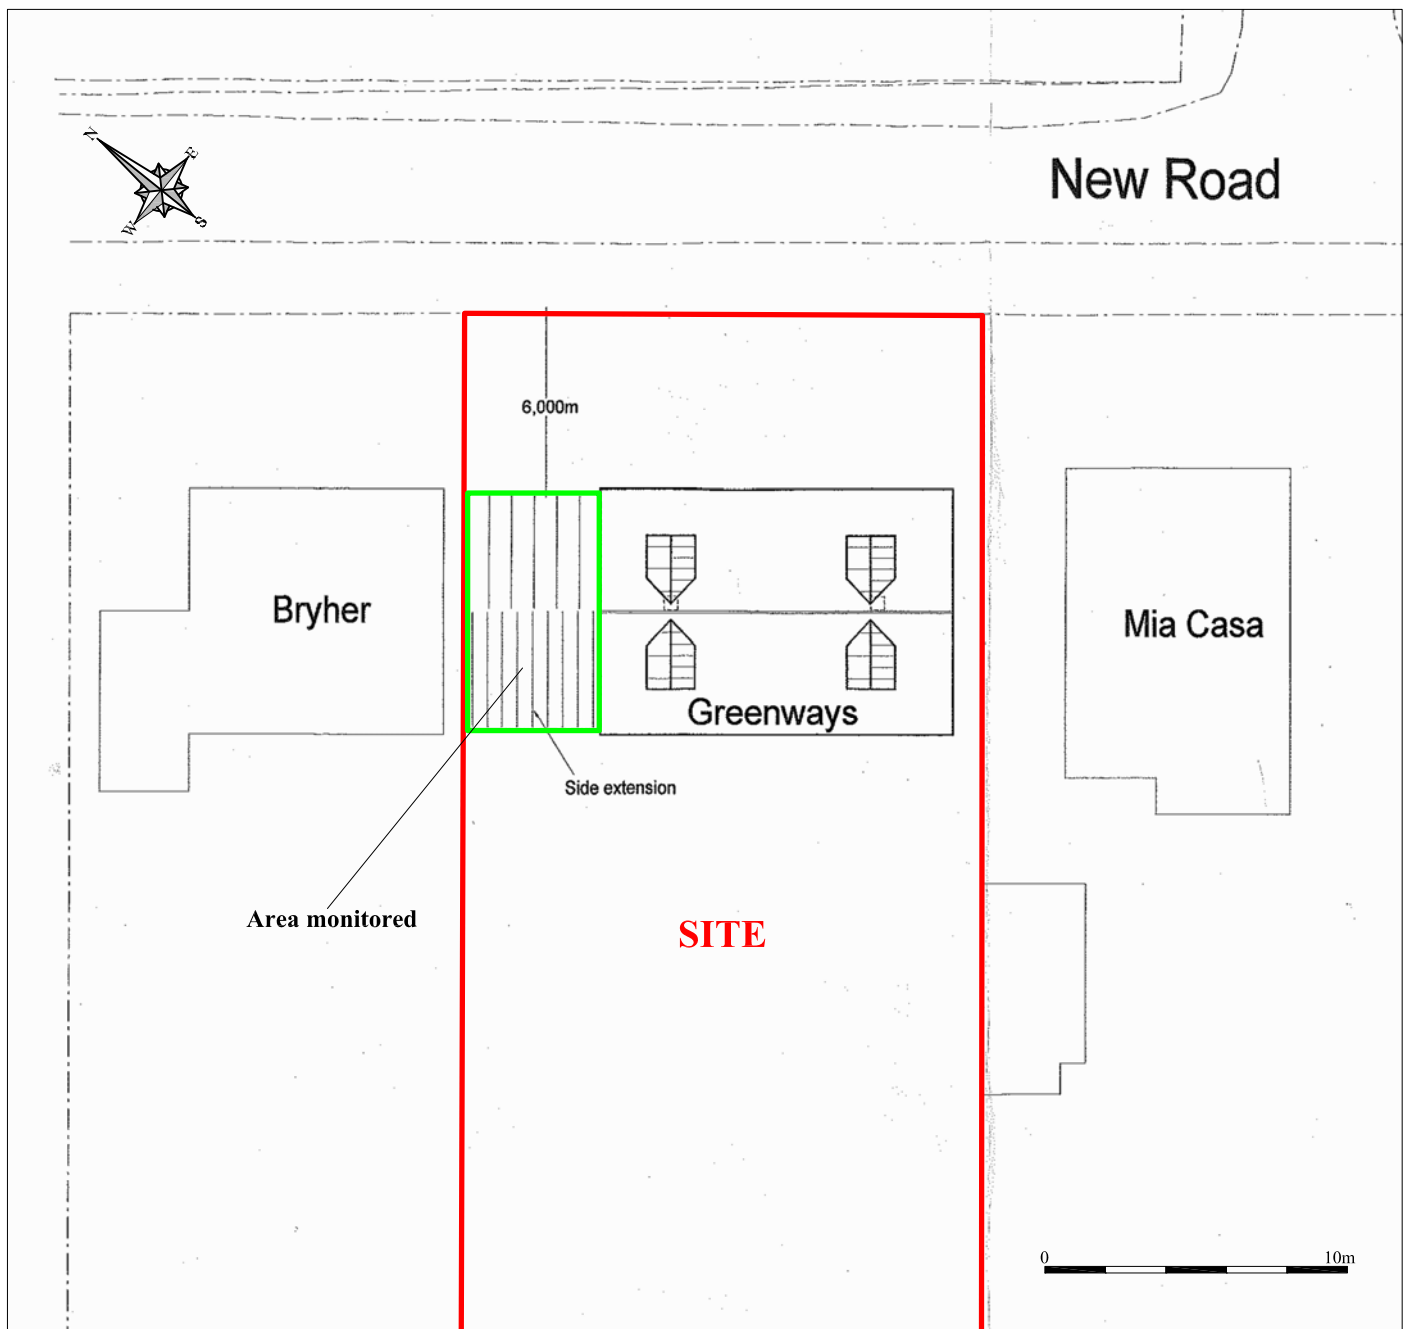 N
E
New Road
W
S
6,000m
Bryher
Mia Casa
Greenways
Side extension
Area monitored
SITE
0 10m